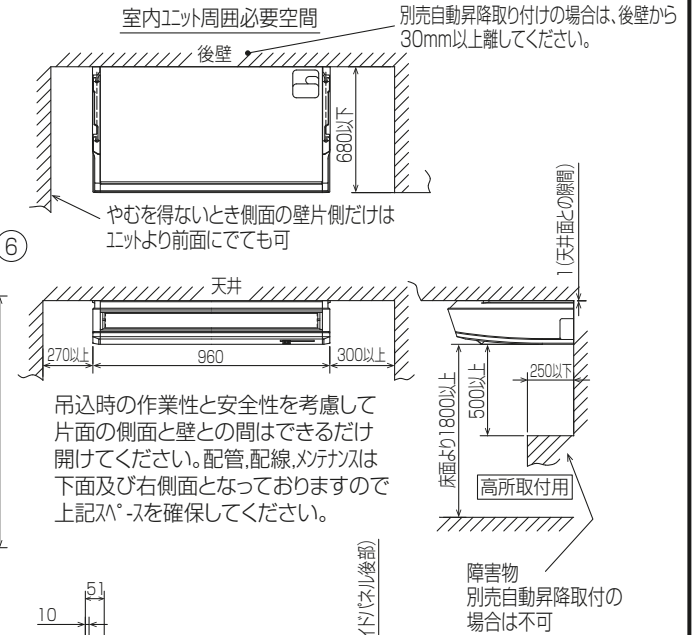 室内ユニット周囲必要空間
別売自動昇降取り付けの場合は、後壁から
30mm以上離してください。
後壁
680以下
やむを得ないとき側面の壁片側だけは
ユニットより前面にでても可
1(天井面との隙間)
⑥
天井
270以上
960
300以上
250以下
500以上
床面より1800以上
吊込時の作業性と安全性を考慮して
片面の側面と壁との間はできるだけ
開けてください。配管,配線,メンテナンスは
下面及び右側面となっておりますので
上記スペースを確保してください。
高所取付用
障害物
別売自動昇降取付の
場合は不可
51
10
イドパネル後部)